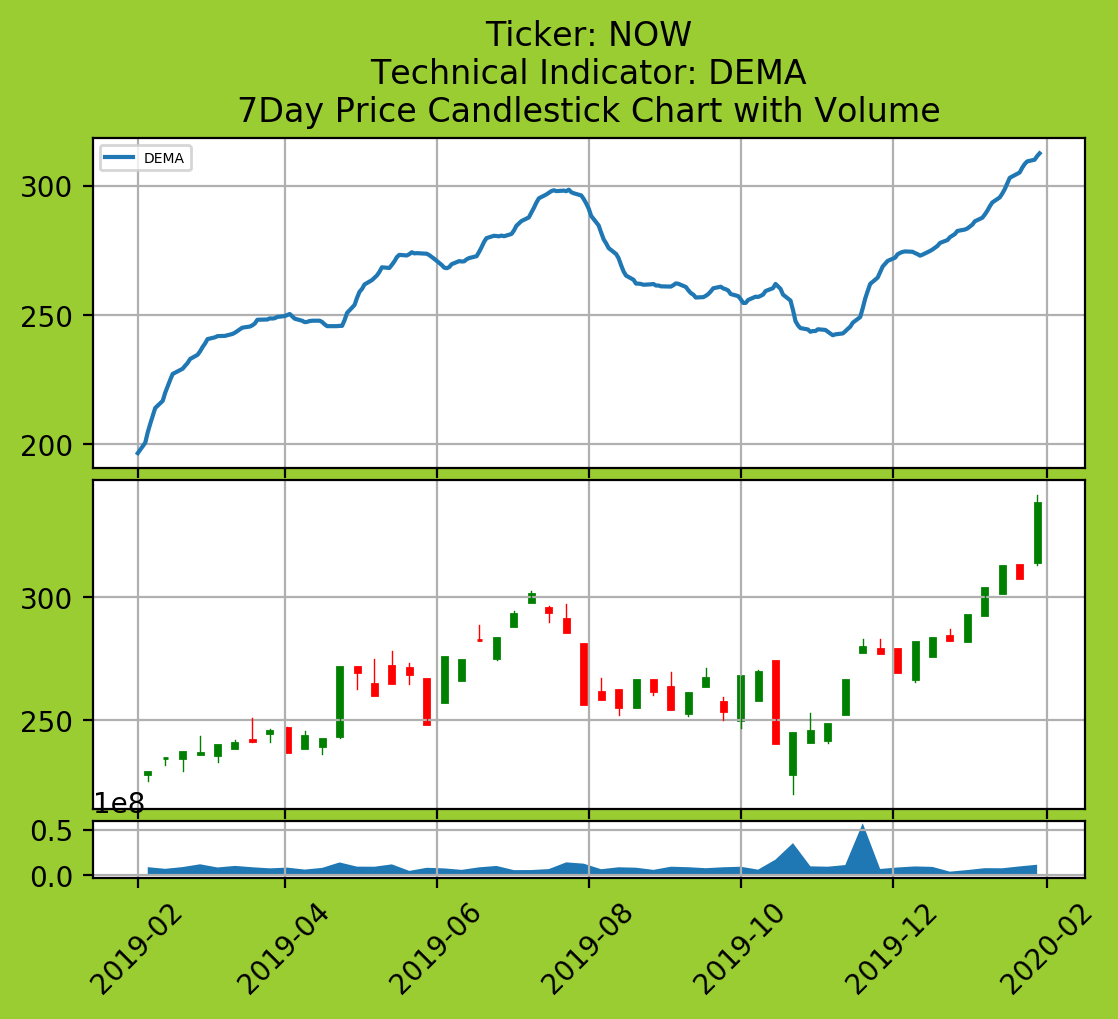 Ticker: NOW
Technical Indicator: DEMA
7Day Price Candlestick Chart with Volume
DEMA
300
250
200
300
250
1e8
0.5
0.0
2019-02
2019-04
2019-06
2019-08
2019-10
2019-12
2020-02